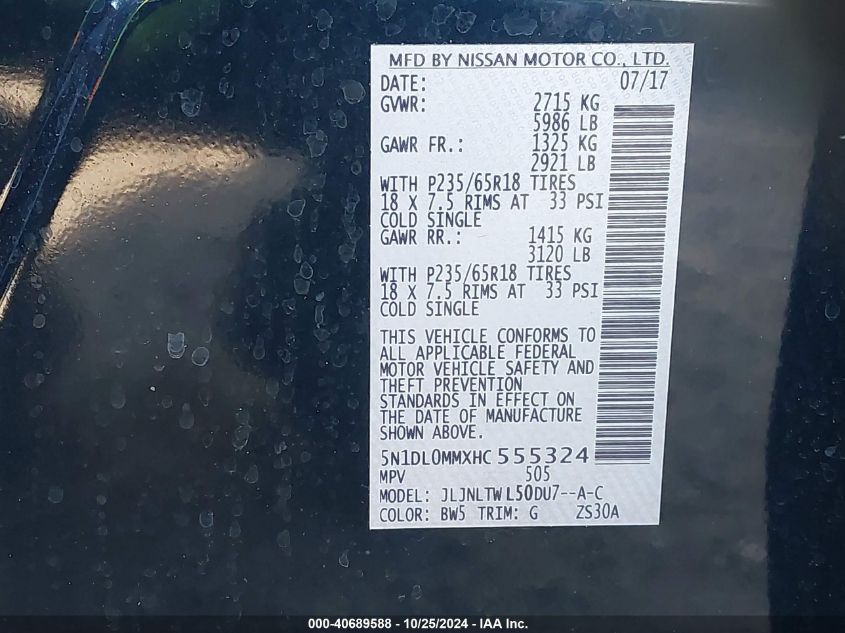 MFD BY NISSAN MOTOR CO., LTD.
DATE: 07/17
GVWR: 2715 KG
5986 LB
GAWR FR.: 1325 KG
2921 LB
WITH P235/65R18 TIRES
18 X 7.5 RIMS AT 33 PSI
COLD SINGLE
GAWR RR.: 1415 KG
3120 LB
WITH P235/65R18 TIRES
18 X 7.5 RIMS AT 33 PSI
COLD SINGLE
THIS VEHICLE CONFORMS TO
ALL APPLICABLE FEDERAL
MOTOR VEHICLE SAFETY AND
THEFT PREVENTION
STANDARDS IN EFFECT ON
THE DATE OF MANUFACTURE
SHOWN ABOVE.
5N1DL0MMXHC 555324
MPV 505
MODEL: JLJNLTW L50DU7--A-C
COLOR: BW5 TRIM: G ZS30A
000-40689588 - 10/25/2024 - IAA Inc.